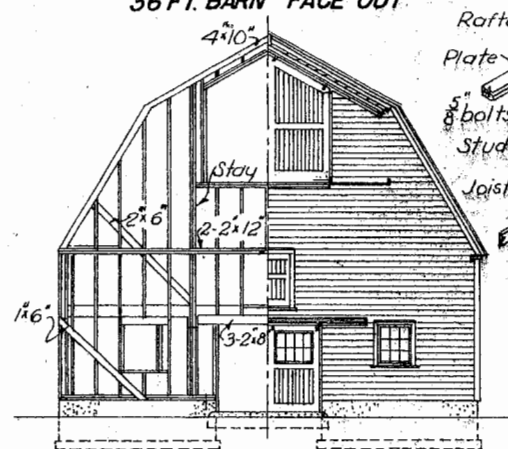 36 FT. BARN FACE OUT
4"x10"
Plate
5/8" bolts
Stud
Joist
Stay
2"x6"
2-2"x12"
1"x6"
3-2"x8"